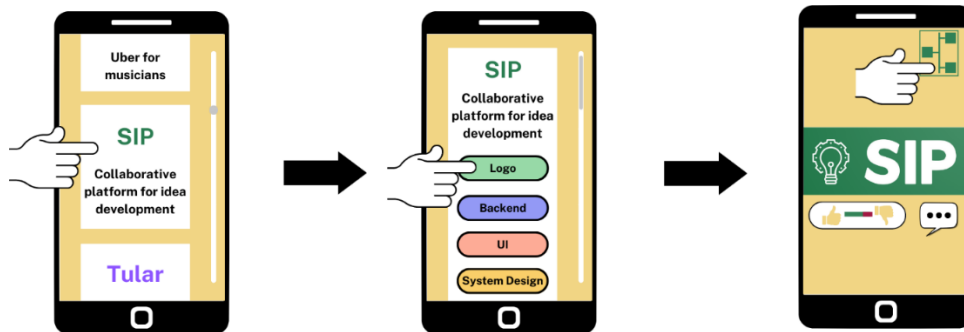 Uber for
musicians
SIP
Collaborative
platform for idea
development
Tular
SIP
Collaborative
platform for idea
development
Logo
Backend
UI
System Design
SIP